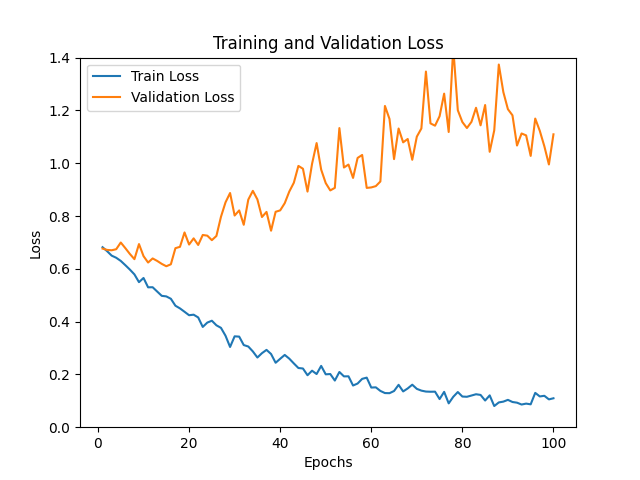 Training and Validation Loss
Train Loss
Validation Loss
1.4
1.2
1.0
0.8
0.6
0.4
0.2
0.0
Loss
0 20 40 60 80 100
Epochs